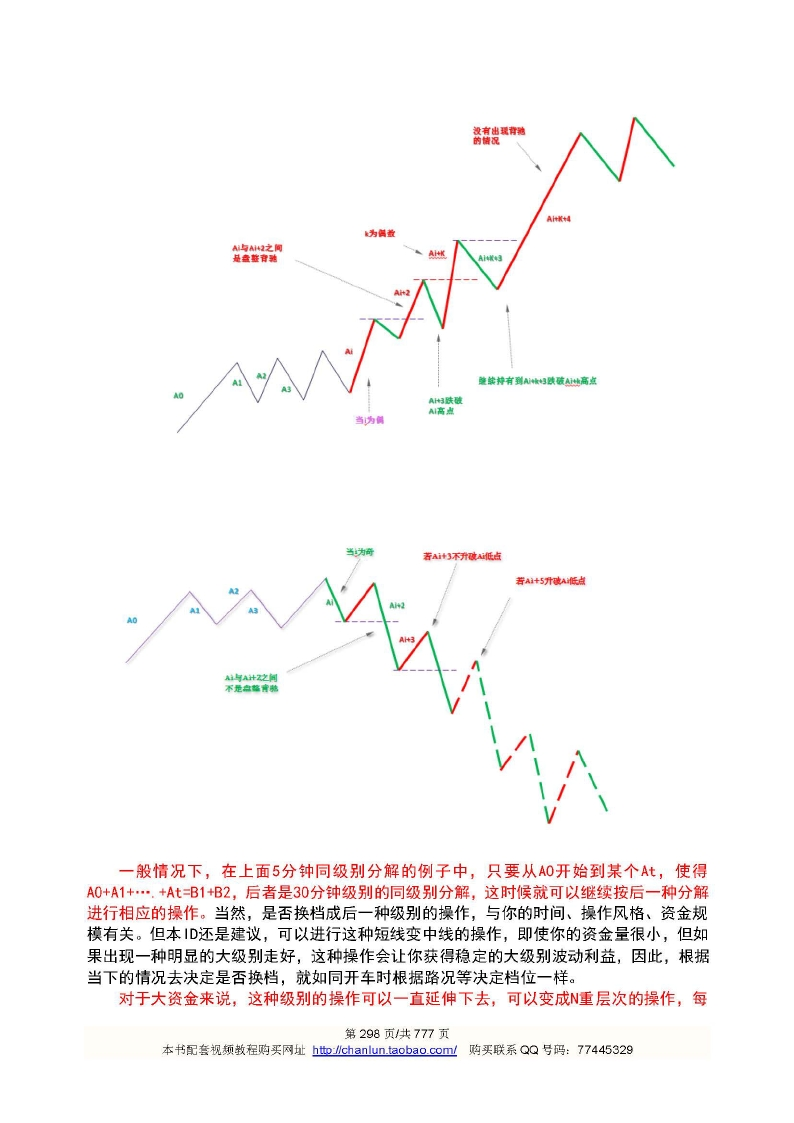 没有出现背驰
的情况
Ai+K+4
k为偶数
Ai与Ai+2之间
是盘整背驰
Ai+K
Ai+K+3
Ai+2
Ai
A1
A2
A3
A0
继续持有到Ai+k+3跌破Ai+k高点
Ai+3跌破
Ai高点
当i为偶
当i为奇
若Ai+3不升破Ai低点
若Ai+5升破Ai低点
A2
A1
A3
A0
Ai
Ai+2
Ai+3
Ai与Ai+2之间
不是盘整背驰
一般情况下，在上面5分钟同级别分解的例子中，只要从A0开始到某个At，使得
A0+A1+….+At=B1+B2，后者是30分钟级别的同级别分解，这时候就可以继续按后一种分解
进行相应的操作。当然，是否换档成后一种级别的操作，与你的时间、操作风格、资金规
模有关。但本ID还是建议，可以进行这种短线变中线的操作，即使你的资金量很小，但如
果出现一种明显的大级别走好，这种操作会让你获得稳定的大级别波动利益，因此，根据
当下的情况去决定是否换档，就如同开车时根据路况等决定档位一样。
对于大资金来说，这种级别的操作可以一直延伸下去，可以变成N重层次的操作，每
第 298 页/共 777 页
本书配套视频教程购买网址 http://chanlun.taobao.com/ 购买联系 QQ 号码：77445329